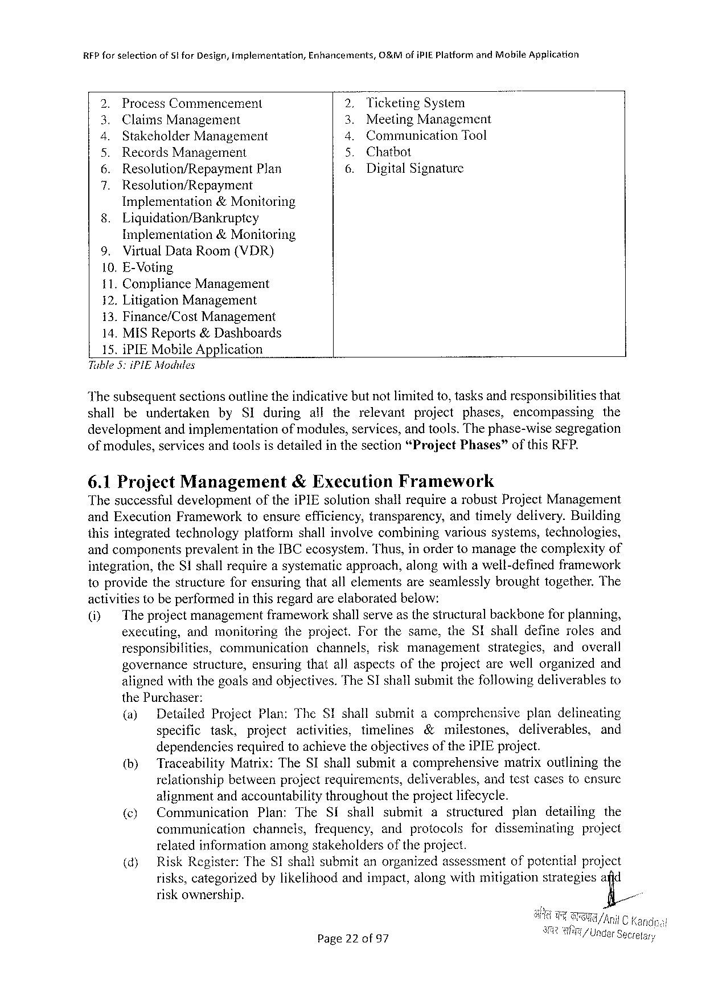 RFP for selection of SI for Design, Implementation, Enhancements, O&M of iPIE Platform and Mobile Application
2. Process Commencement
3. Claims Management
4. Stakeholder Management
5. Records Management
6. Resolution/Repayment Plan
7. Resolution/Repayment
Implementation & Monitoring
8. Liquidation/Bankruptcy
Implementation & Monitoring
9. Virtual Data Room (VDR)
10. E-Voting
11. Compliance Management
12. Litigation Management
13. Finance/Cost Management
14. MIS Reports & Dashboards
15. iPIE Mobile Application
2. Ticketing System
3. Meeting Management
4. Communication Tool
5. Chatbot
6. Digital Signature
Table 5: iPIE Modules
The subsequent sections outline the indicative but not limited to, tasks and responsibilities that
shall be undertaken by SI during all the relevant project phases, encompassing the
development and implementation of modules, services, and tools. The phase-wise segregation
of modules, services and tools is detailed in the section “Project Phases” of this RFP.
6.1 Project Management & Execution Framework
The successful development of the iPIE solution shall require a robust Project Management
and Execution Framework to ensure efficiency, transparency, and timely delivery. Building
this integrated technology platform shall involve combining various systems, technologies,
and components prevalent in the IBC ecosystem. Thus, in order to manage the complexity of
integration, the SI shall require a systematic approach, along with a well-defined framework
to provide the structure for ensuring that all elements are seamlessly brought together. The
activities to be performed in this regard are elaborated below:
(i) The project management framework shall serve as the structural backbone for planning,
executing, and monitoring the project. For the same, the SI shall define roles and
responsibilities, communication channels, risk management strategies, and overall
governance structure, ensuring that all aspects of the project are well organized and
aligned with the goals and objectives. The SI shall submit the following deliverables to
the Purchaser:
(a) Detailed Project Plan: The SI shall submit a comprehensive plan delineating
specific task, project activities, timelines & milestones, deliverables, and
dependencies required to achieve the objectives of the iPIE project.
(b) Traceability Matrix: The SI shall submit a comprehensive matrix outlining the
relationship between project requirements, deliverables, and test cases to ensure
alignment and accountability throughout the project lifecycle.
(c) Communication Plan: The SI shall submit a structured plan detailing the
communication channels, frequency, and protocols for disseminating project
related information among stakeholders of the project.
(d) Risk Register: The SI shall submit an organized assessment of potential project
risks, categorized by likelihood and impact, along with mitigation strategies and
risk ownership.
चन्द्र काण्डपाल/Anil C Kandpal
अवर सचिव/Under Secretary
Page 22 of 97